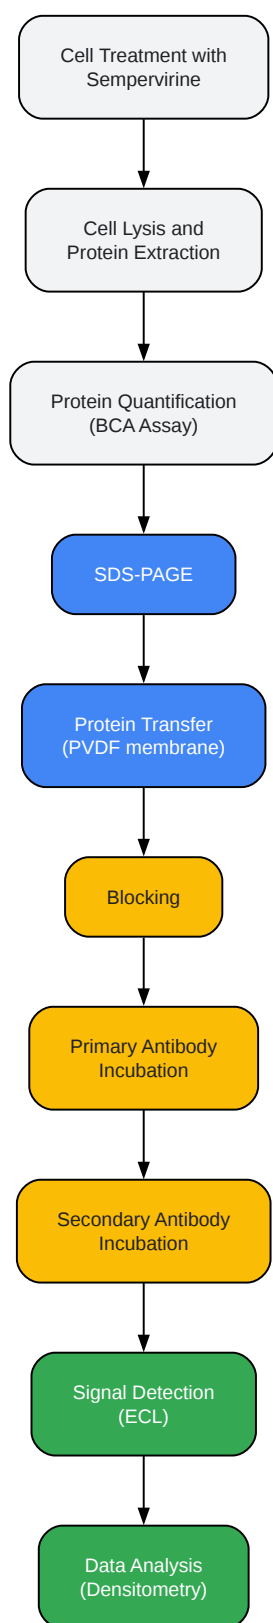 Cell Treatment with
Sempervirine
Cell Lysis and
Protein Extraction
Protein Quantification
(BCA Assay)
SDS-PAGE
Protein Transfer
(PVDF membrane)
Blocking
Primary Antibody
Incubation
Secondary Antibody
Incubation
Signal Detection
(ECL)
Data Analysis
(Densitometry)